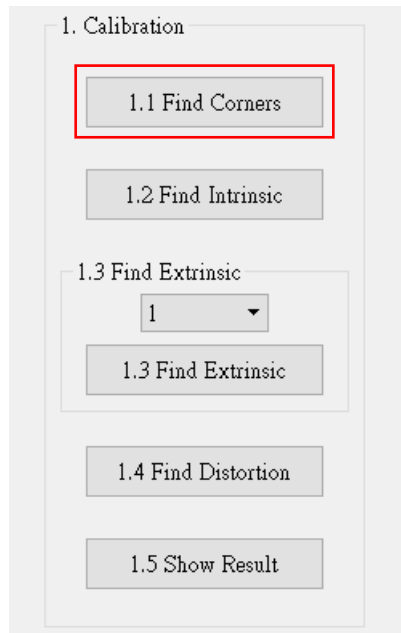 1. Calibration
1.1 Find Corners
1.2 Find Intrinsic
1.3 Find Extrinsic
1
1.3 Find Extrinsic
1.4 Find Distortion
1.5 Show Result